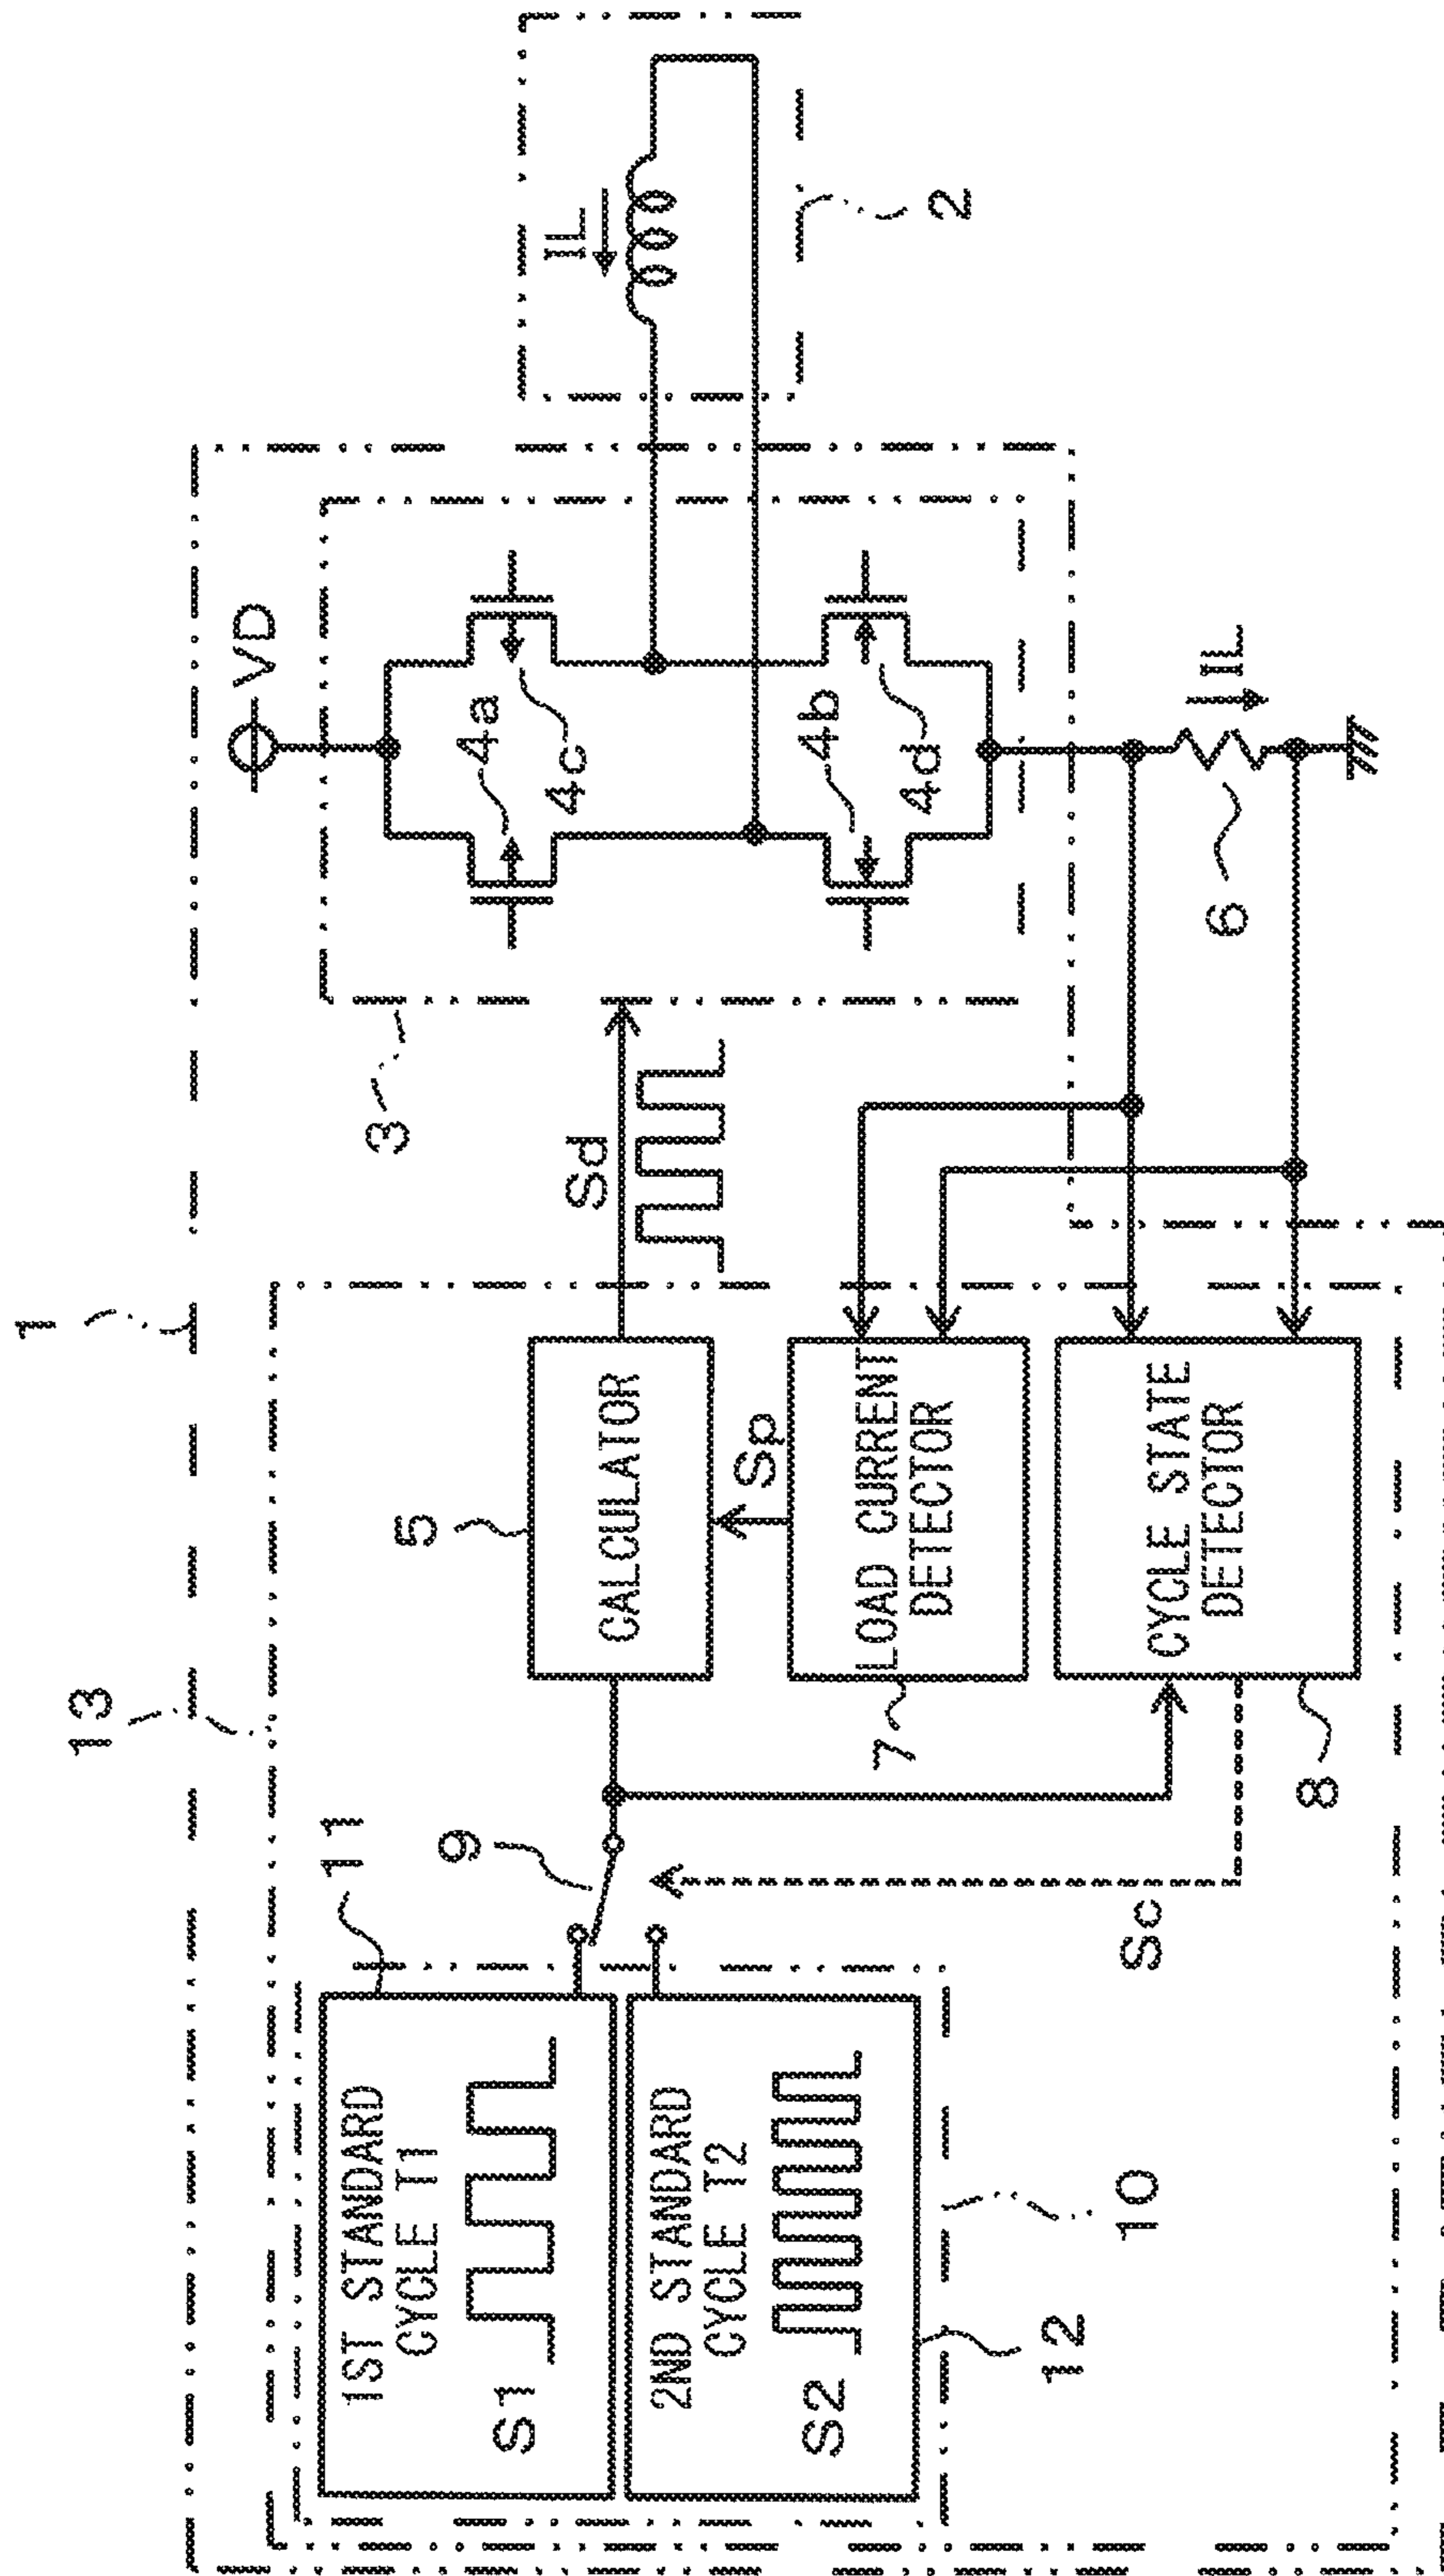 1
13
11
1ST STANDARD
CYCLE T1
S1
2ND STANDARD
CYCLE T2
S2
12
10
9
Sc
5
CALCULATOR
Sp
7
LOAD CURRENT
DETECTOR
8
CYCLE STATE
DETECTOR
Sd
3
VD
4a
4c
4b
4d
6
IL
IL
2